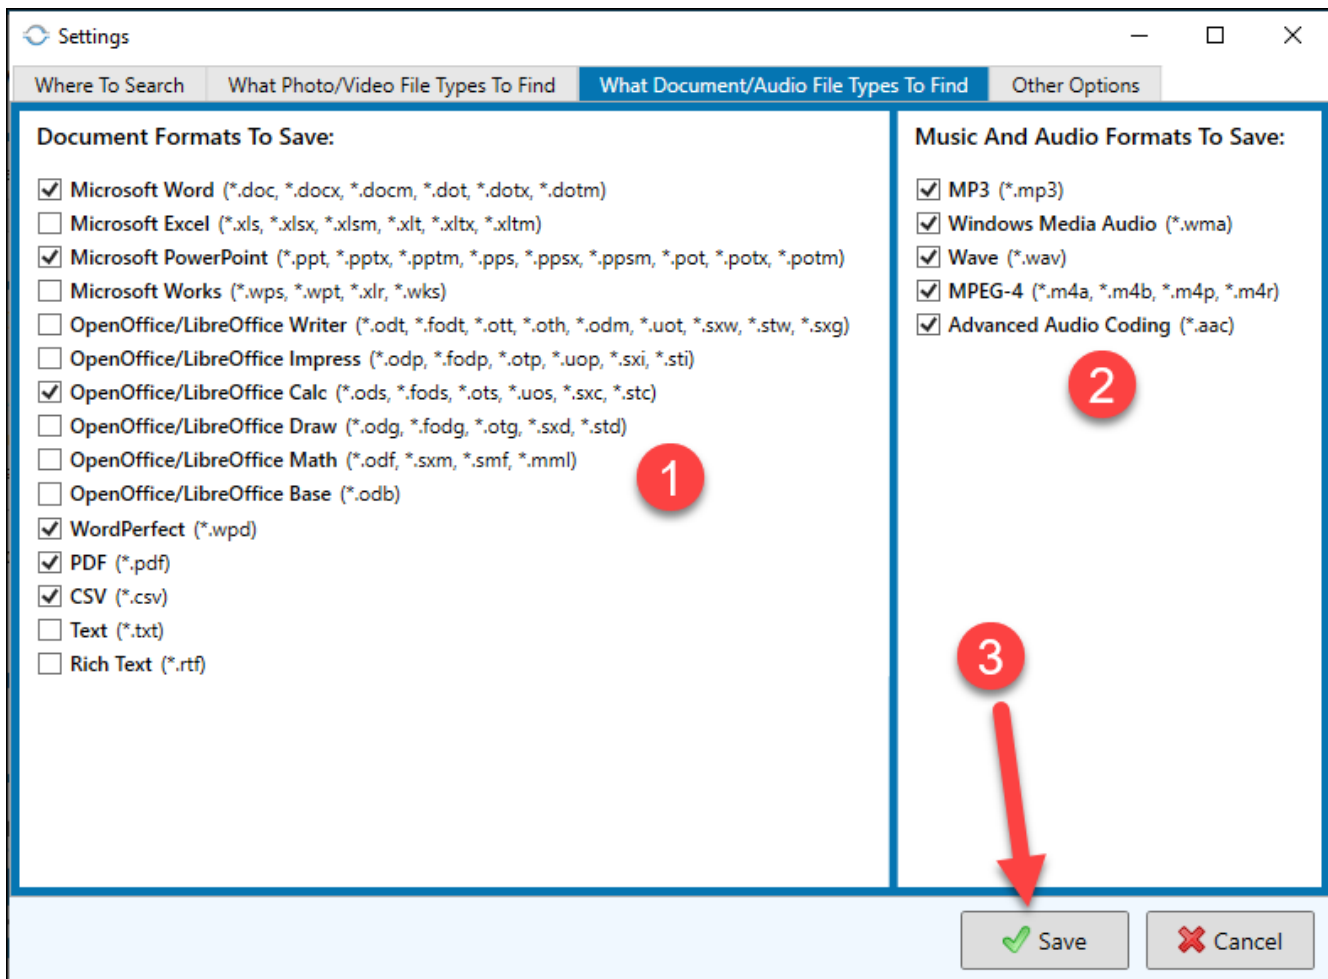 Settings
Where To Search
What Photo/Video File Types To Find
What Document/Audio File Types To Find
Other Options
Document Formats To Save:
Microsoft Word (*.doc, *.docx, *.docm, *.dot, *.dotx, *.dotm)
Microsoft Excel (*.xls, *.xlsx, *.xlsm, *.xlt, *.xltx, *.xltm)
Microsoft PowerPoint (*.ppt, *.pptx, *.pptm, *.pps, *.ppsx, *.ppsm, *.pot, *.potx, *.potm)
Microsoft Works (*.wps, *.wpt, *.xlr, *.wks)
OpenOffice/LibreOffice Writer (*.odt, *.fodt, *.ott, *.oth, *.odm, *.uot, *.sxw, *.stw, *.sxg)
OpenOffice/LibreOffice Impress (*.odp, *.fodp, *.otp, *.uop, *.sxi, *.sti)
OpenOffice/LibreOffice Calc (*.ods, *.fods, *.ots, *.uos, *.sxc, *.stc)
OpenOffice/LibreOffice Draw (*.odg, *.fodg, *.otg, *.sxd, *.std)
OpenOffice/LibreOffice Math (*.odf, *.sxm, *.smf, *.mml)
OpenOffice/LibreOffice Base (*.odb)
WordPerfect (*.wpd)
PDF (*.pdf)
CSV (*.csv)
Text (*.txt)
Rich Text (*.rtf)
1
Music And Audio Formats To Save:
MP3 (*.mp3)
Windows Media Audio (*.wma)
Wave (*.wav)
MPEG-4 (*.m4a, *.m4b, *.m4p, *.m4r)
Advanced Audio Coding (*.aac)
2
3
Save
Cancel